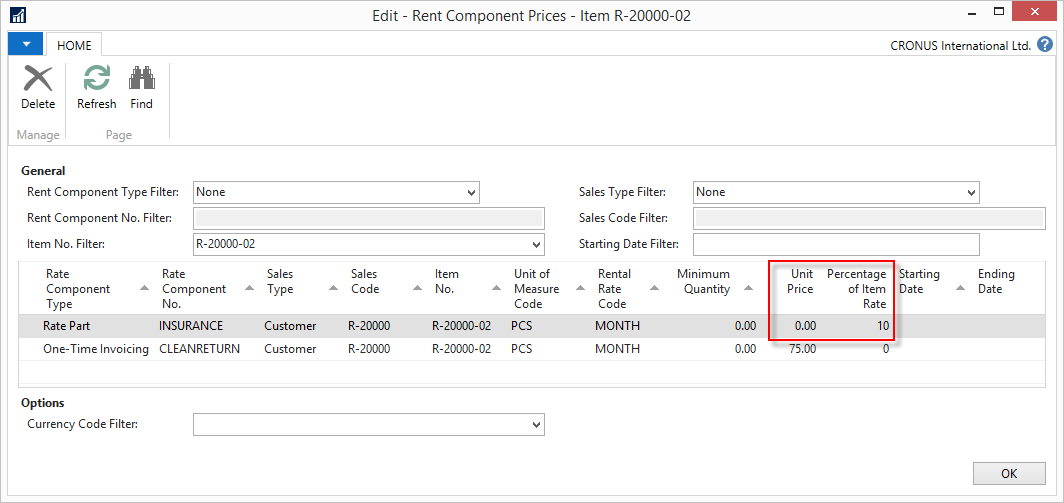 Edit - Rent Component Prices - Item R-20000-02
HOME
CRONUS International Ltd. ?
Delete
Refresh
Find
Manage
Page
General
Rent Component Type Filter: None
Sales Type Filter: None
Rent Component No. Filter:
Sales Code Filter:
Item No. Filter: R-20000-02
Starting Date Filter:
Rate Component Type
Rate Component No.
Sales Type
Sales Code
Item No.
Unit of Measure Code
Rental Rate Code
Minimum Quantity
Unit Price
Percentage of Item Rate
Starting Date
Ending Date
Rate Part INSURANCE Customer R-20000 R-20000-02 PCS MONTH 0.00 0.00 10
One-Time Invoicing CLEANRETURN Customer R-20000 R-20000-02 PCS MONTH 0.00 75.00 0
Options
Currency Code Filter:
OK